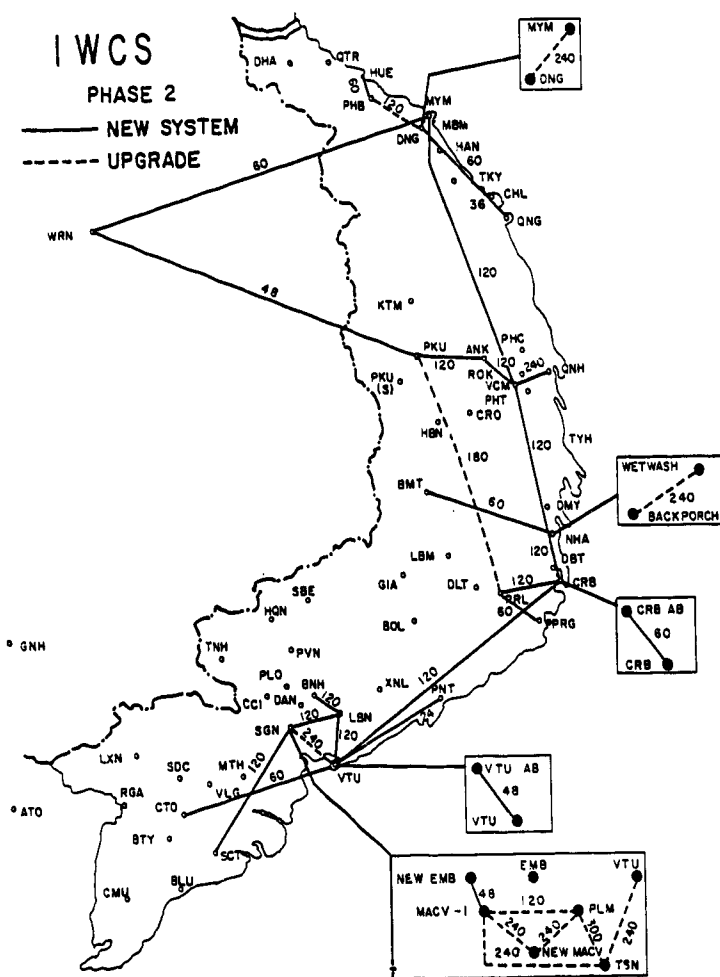 IWCS
PHASE 2
NEW SYSTEM
UPGRADE
MYM
240
DNG
DHA
QTR
HUE
60
PHB
120
MYM
MBM
DNG
HAN
60
TKY
CHL
36
QNG
60
WRN
48
120
KTM
PKU
120
ANK
PHC
120
240
QNH
ROK
VCM
PHT
PKU
(S)
CRO
HBN
180
120
TYH
BMT
60
DMY
NHA
WETWASH
240
BACKPORCH
LBM
120
DBT
GIA
DLT
120
CRB
PRL
60
PRG
CRB AB
60
CRB
SBE
HQN
BOL
GNH
TNH
PVN
PLO
BNH
120
XNL
120
PNT
CCI
DAN
LBN
SGN
120
240
120
24
VTU
LXN
SDC
MTH
120
60
VLG
RGA
CTO
ATO
BTY
SCT
CMU
BLU
VTU AB
48
VTU
NEW EMB
EMB
VTU
48
120
MACV-1
PLM
240
240
300
240
240
NEW MACV
TSN